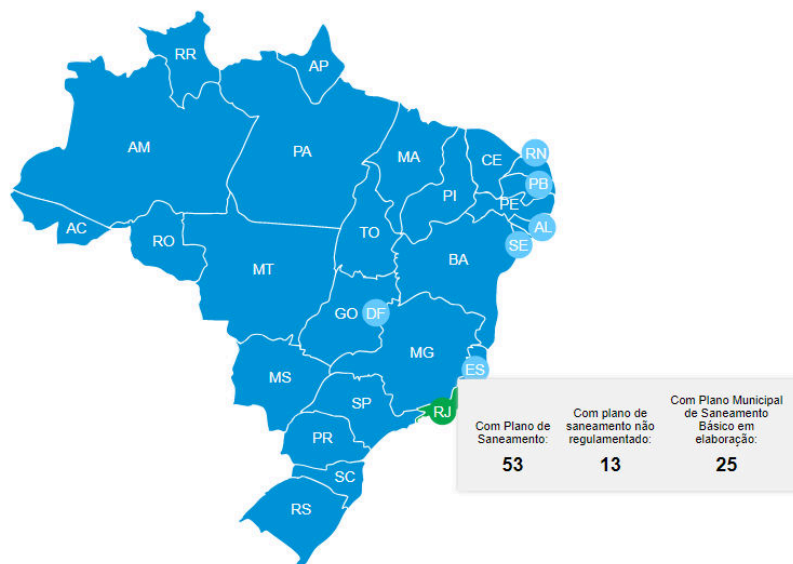 RR
AP
AM
PA
MA
CE
RN
PB
PI
PE
AC
AL
TO
RO
SE
BA
MT
GO
DF
MG
ES
MS
SP
RJ
PR
SC
RS
Com Plano de
Saneamento:
53
Com plano de
saneamento não
regulamentado:
13
Com Plano Municipal
de Saneamento
Básico em
elaboração:
25